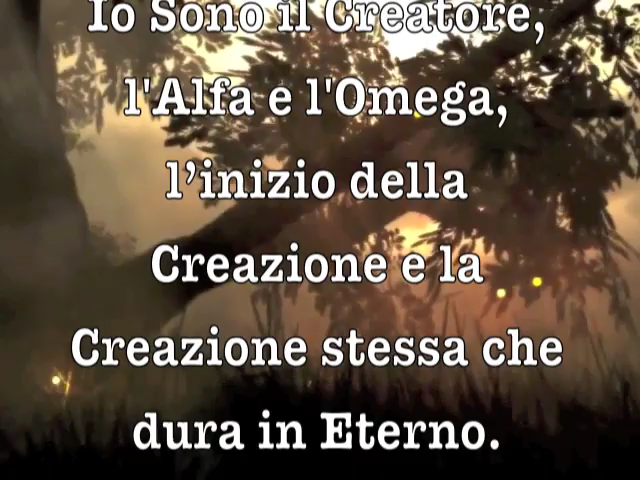 Io Sono il Creatore,
l'Alfa e l'Omega,
l’inizio della
Creazione e la
Creazione stessa che
dura in Eterno.